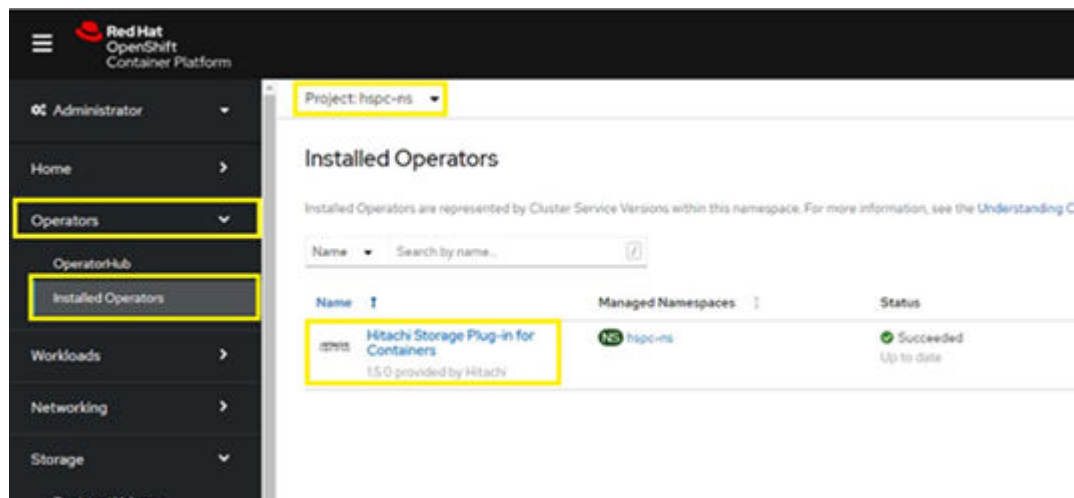 Red Hat
OpenShift
Container Platform
Administrator
Home
Operators
OperatorHub
Installed Operators
Workloads
Networking
Storage
Project: hspc-ns
Installed Operators
Installed Operators are represented by Cluster Service Versions within this namespace. For more information, see the Understanding C
Name Search by name... /
Name Managed Namespaces Status
Hitachi Storage Plug-in for
Containers
1.5.0 provided by Hitachi
NS hspc-ns
Succeeded
Up to date